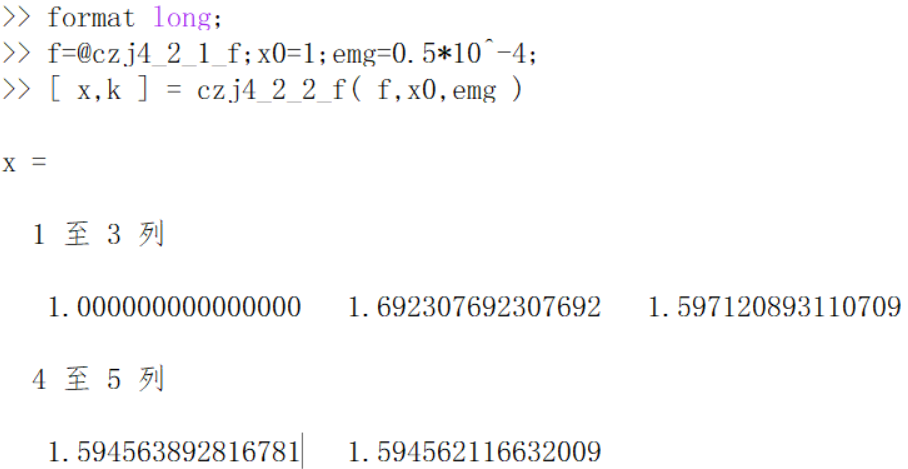 >> format long;
>> f=@czj4_2_1_f;x0=1;emg=0.5*10^-4;
>> [ x,k ] = czj4_2_2_f( f,x0,emg )
x =
1 至 3 列
1.000000000000000 1.692307692307692 1.597120893110709
4 至 5 列
1.594563892816781 1.594562116632009